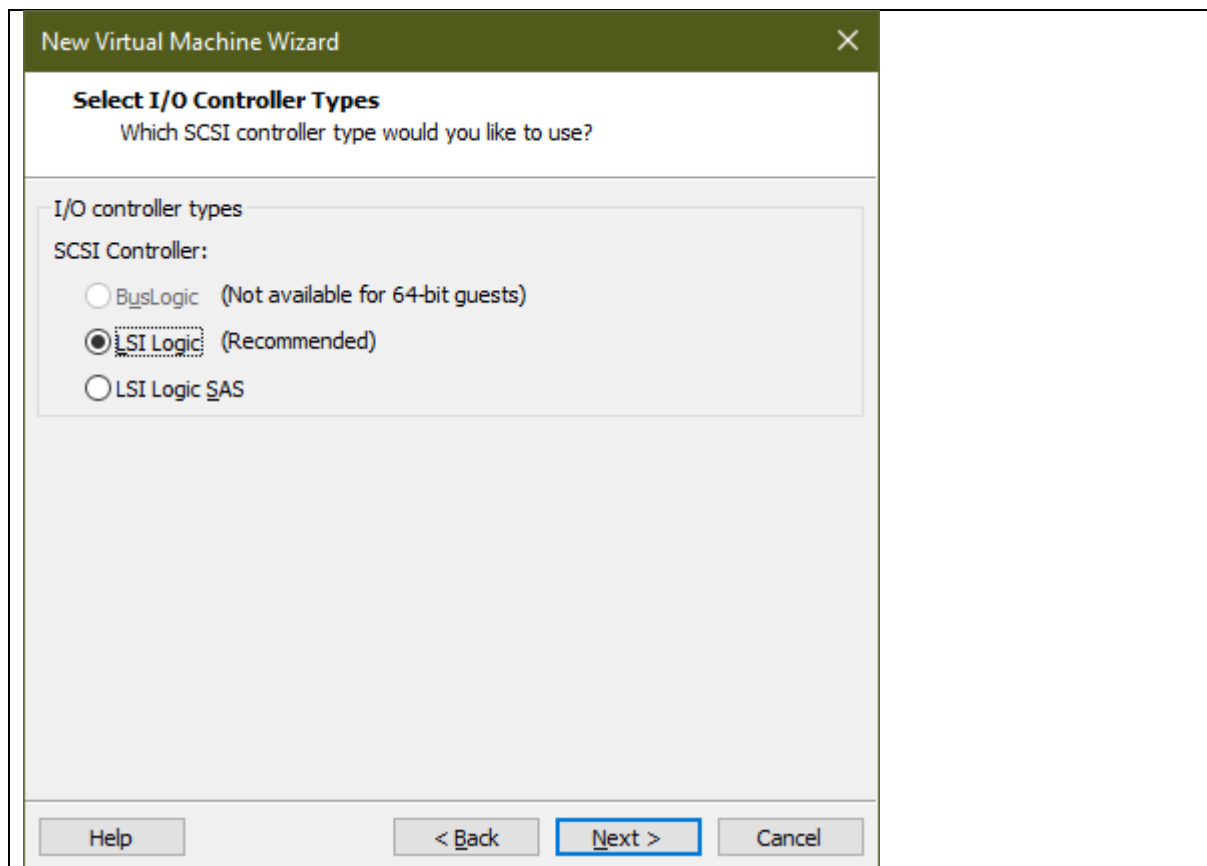 New Virtual Machine Wizard
Select I/O Controller Types
Which SCSI controller type would you like to use?
I/O controller types
SCSI Controller:
BusLogic (Not available for 64-bit guests)
LSI Logic (Recommended)
LSI Logic SAS
Help < Back Next > Cancel